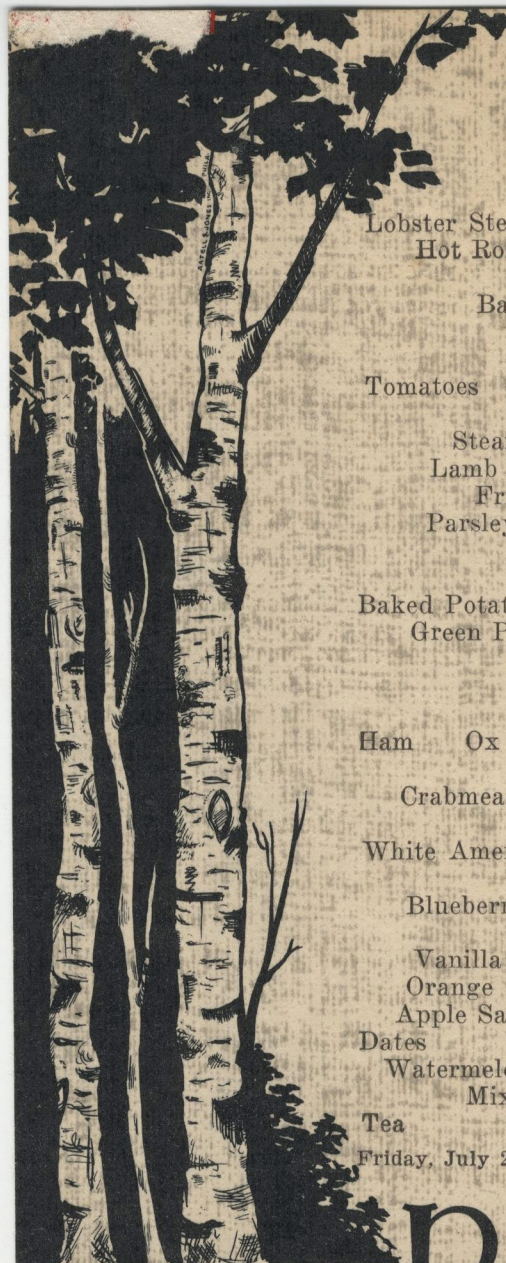 Lobster Ste
Hot Ro
Ba
Tomatoes
Stea
Lamb
Fr
Parsley
Baked Potat
Green P
Ham Ox
Crabmea
White Ame
Blueberr
Vanilla
Orange
Apple Sa
Dates
Watermel
Mix
Tea
Friday, July 2